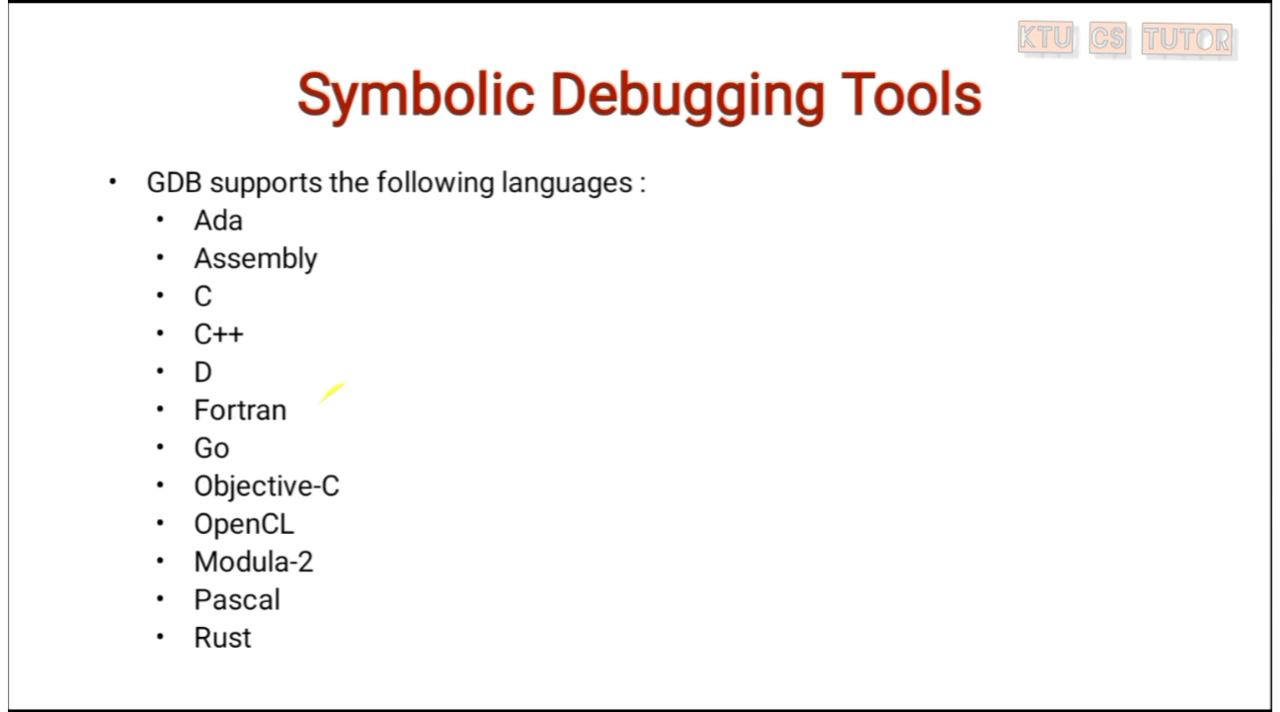 KTU CS TUTOR
Symbolic Debugging Tools
• GDB supports the following languages :
• Ada
• Assembly
• C
• C++
• D
• Fortran
• Go
• Objective-C
• OpenCL
• Modula-2
• Pascal
• Rust